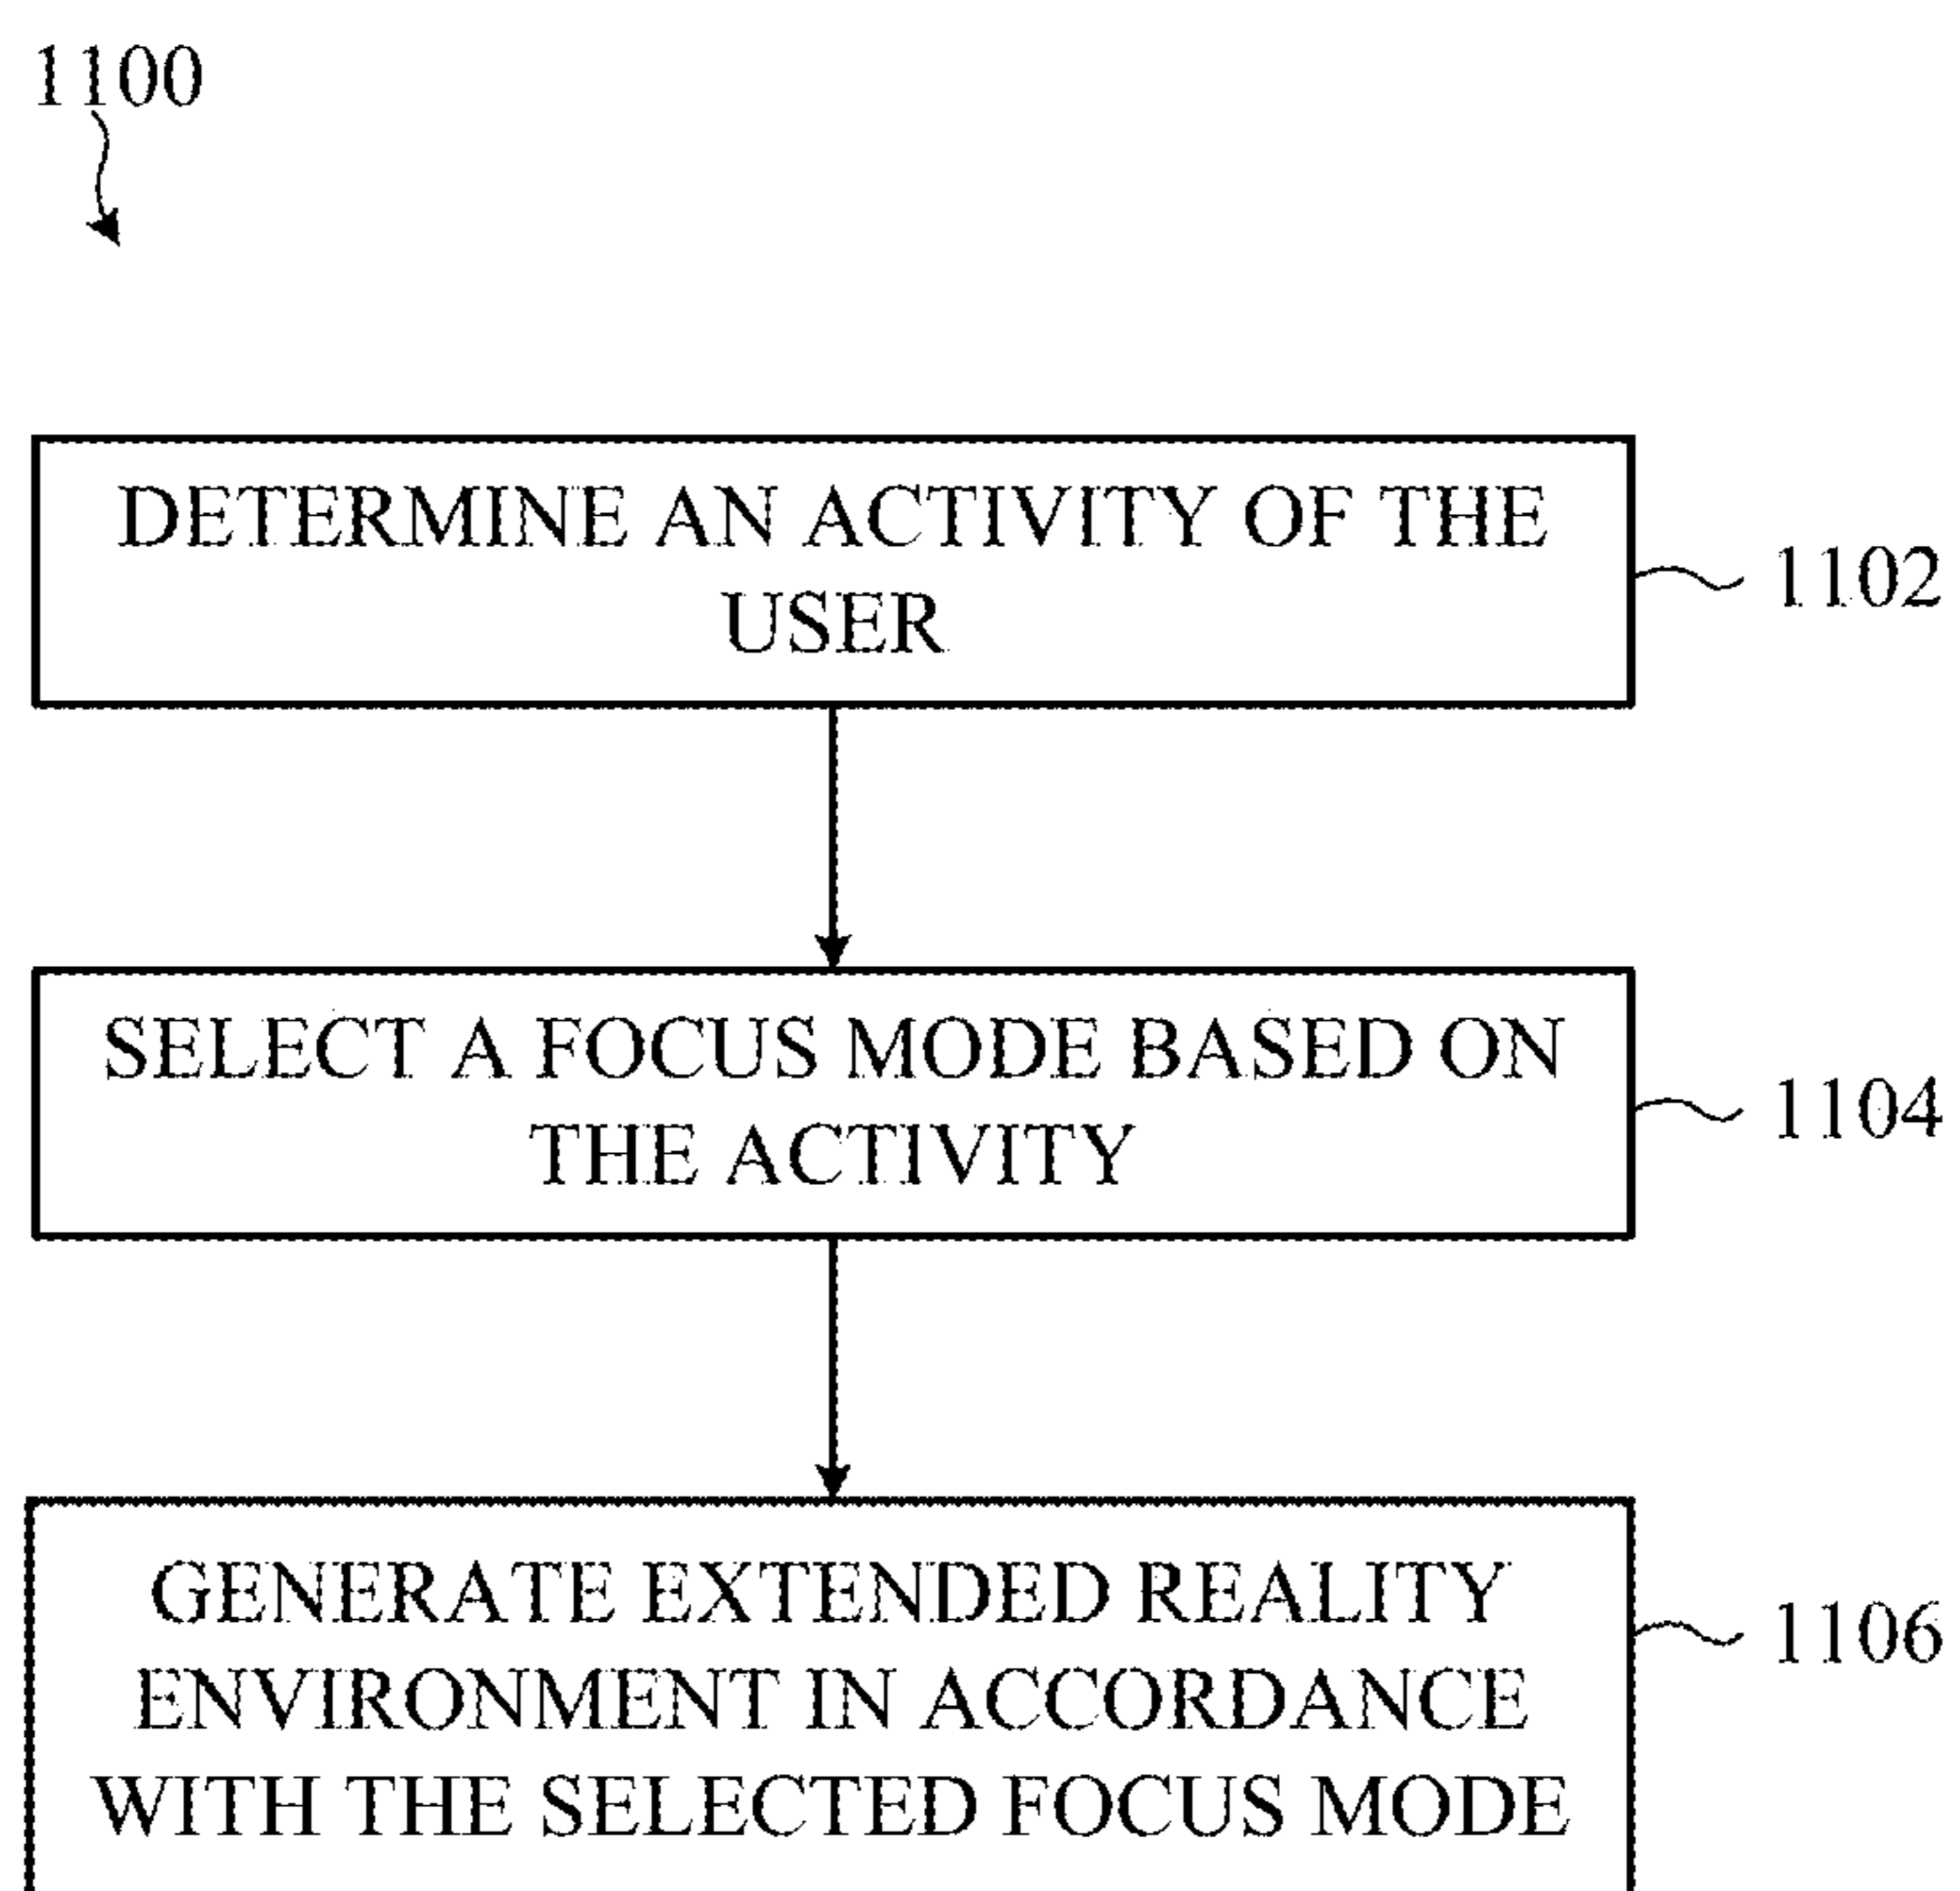 1100
DETERMINE AN ACTIVITY OF THE
USER
1102
SELECT A FOCUS MODE BASED ON
THE ACTIVITY
1104
GENERATE EXTENDED REALITY
ENVIRONMENT IN ACCORDANCE
WITH THE SELECTED FOCUS MODE
1106